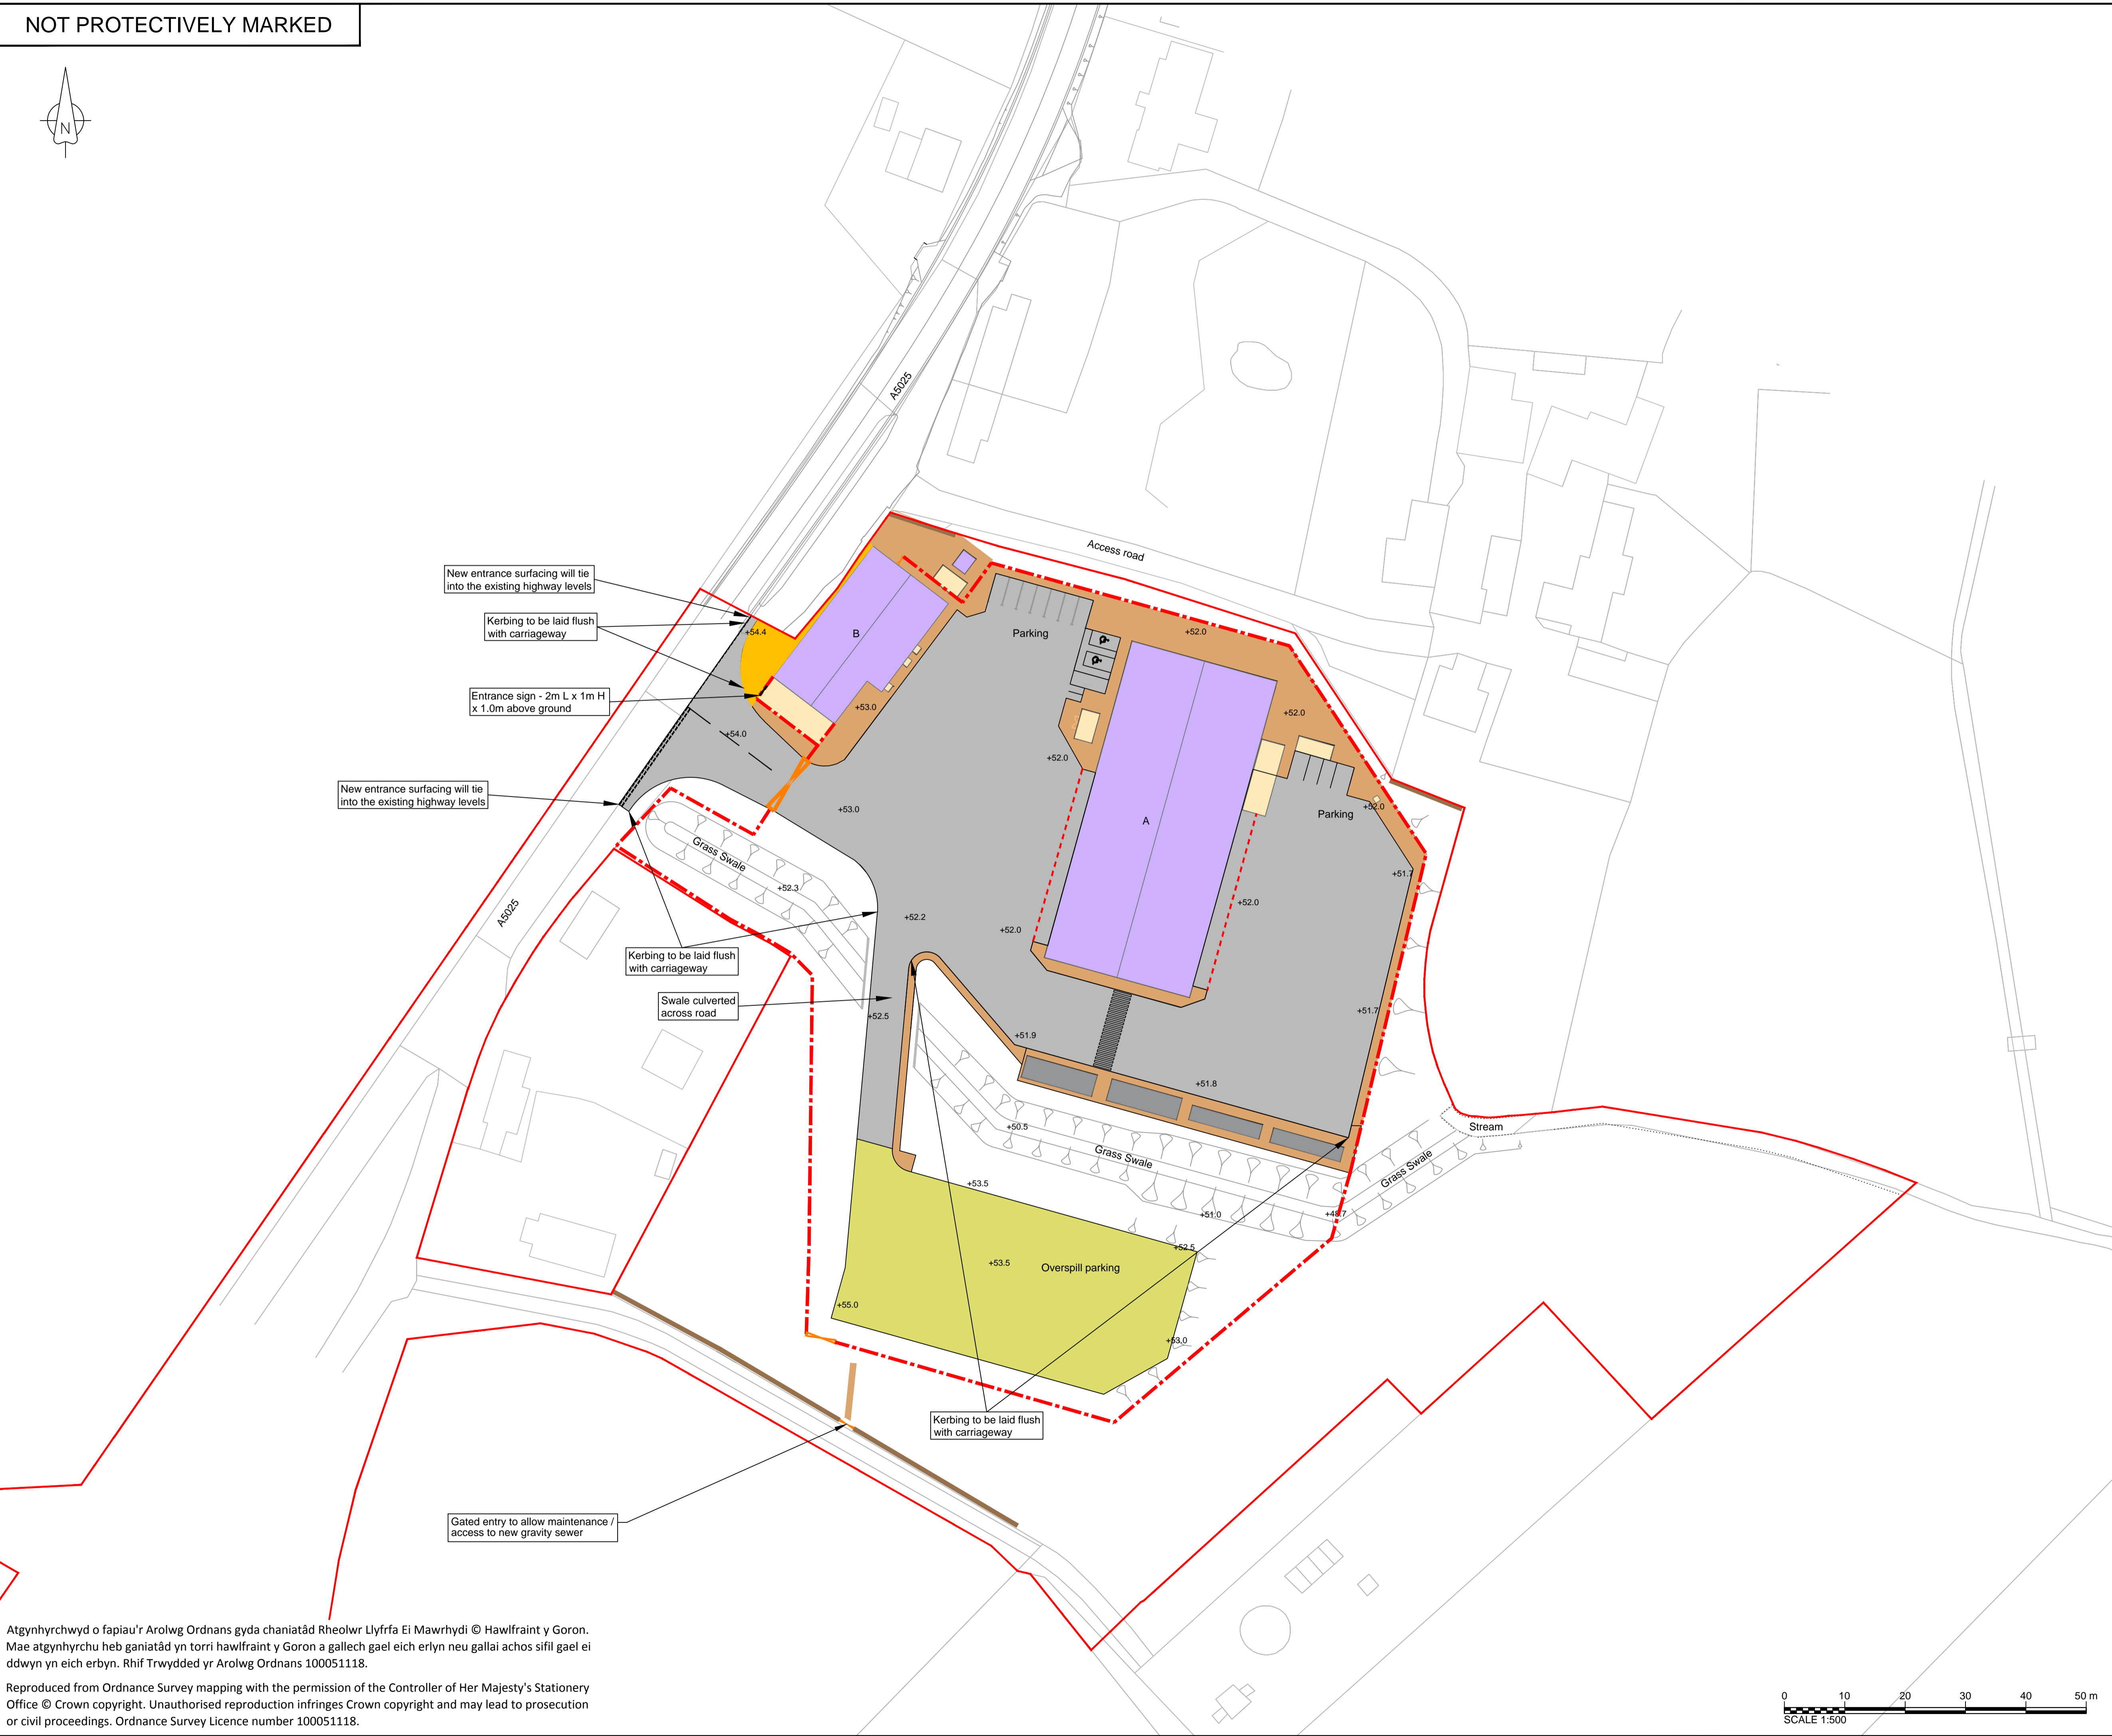 NOT PROTECTIVELY MARKED
N
A5025
Access road
New entrance surfacing will tie
into the existing highway levels
Kerbing to be laid flush
with carriageway
Entrance sign - 2m L x 1m H
x 1.0m above ground
New entrance surfacing will tie
into the existing highway levels
+54.4
B
Parking
+52.0
+53.0
+52.0
+54.0
+52.0
+53.0
A
+52.0
Parking
Grass Swale
+52.3
+51.7
+52.0
A5025
+52.2
+52.0
Kerbing to be laid flush
with carriageway
Swale culverted
across road
+52.5
+51.7
+51.9
+51.8
+50.5
Stream
Grass Swale
Grass Swale
+53.5
+51.0
+48.7
+52.5
+53.5
Overspill parking
+55.0
+53.0
Kerbing to be laid flush
with carriageway
Gated entry to allow maintenance /
access to new gravity sewer
Atgynhyrchwyd o fapiau'r Arolwg Ordnans gyda chaniatâd Rheolwr Llyfrfa Ei Mawrhydi © Hawlfraint y Goron.
Mae atgynhyrchu heb ganiatâd yn torri hawlfraint y Goron a gallech gael eich erlyn neu gallai achos sifil gael ei
ddwyn yn eich erbyn. Rhif Trwydded yr Arolwg Ordnans 100051118.
Reproduced from Ordnance Survey mapping with the permission of the Controller of Her Majesty's Stationery
Office © Crown copyright. Unauthorised reproduction infringes Crown copyright and may lead to prosecution
or civil proceedings. Ordnance Survey Licence number 100051118.
0 10 20 30 40 50 m
SCALE 1:500